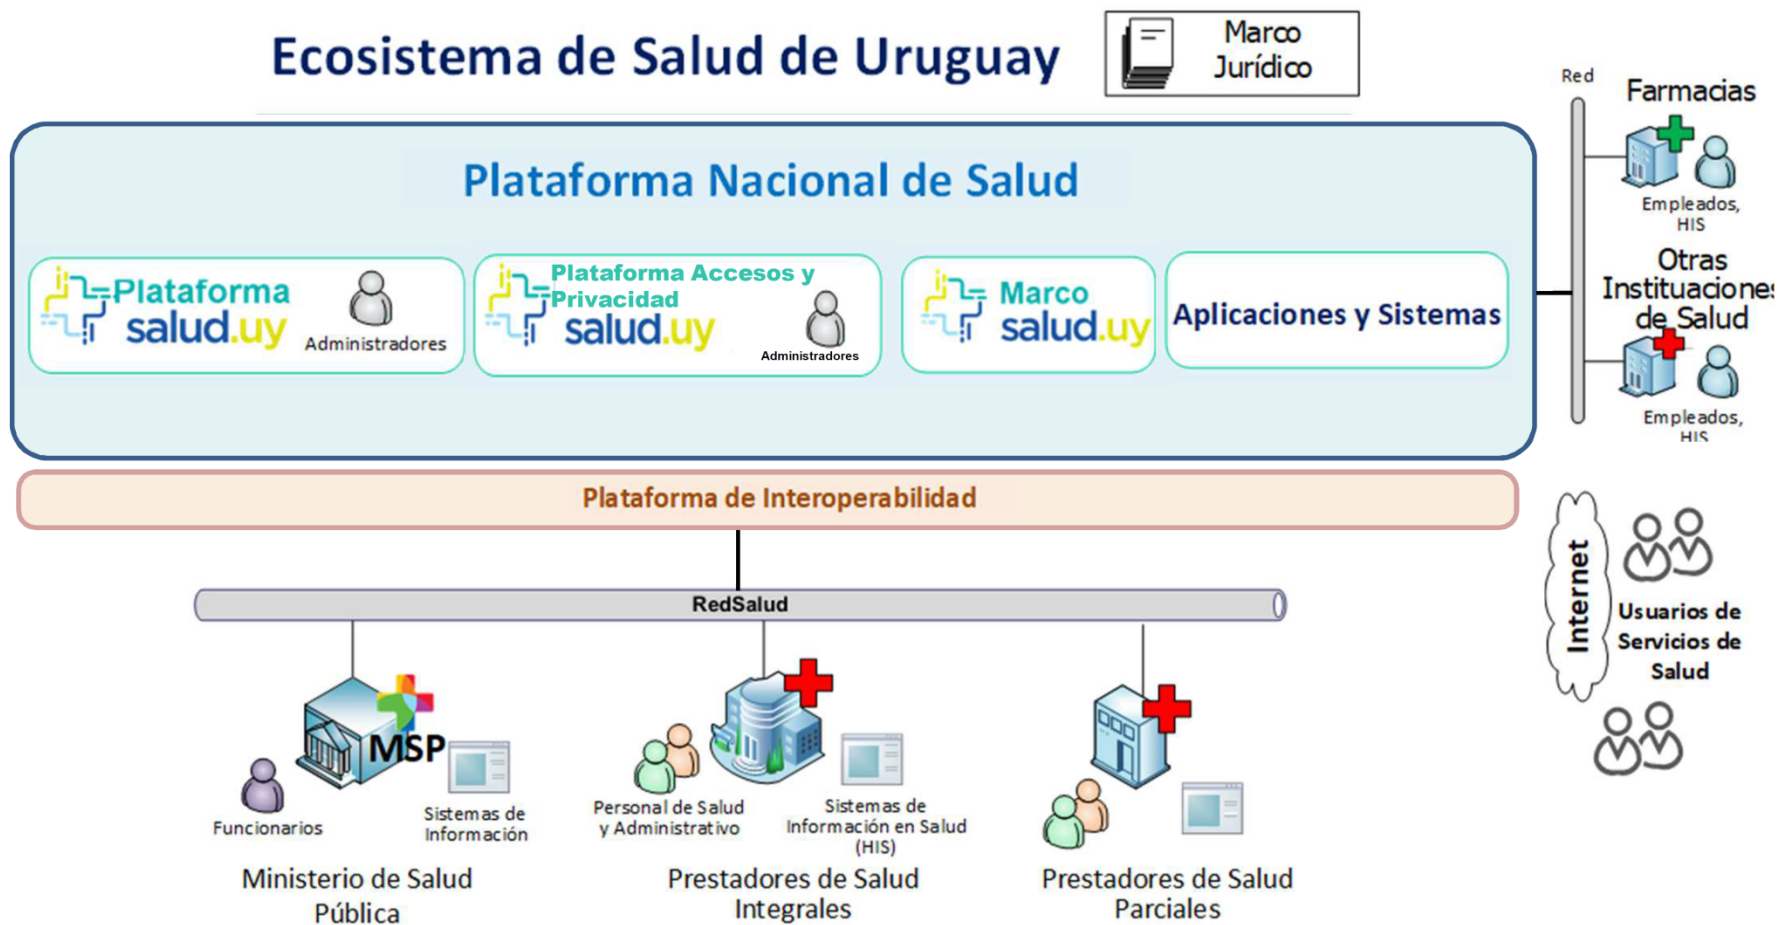 Ecosistema de Salud de Uruguay
Marco
Jurídico
Red
Farmacias
Empleados,
HIS
Otras
Instituaciones
de Salud
Empleados,
HIS
Plataforma Nacional de Salud
Plataforma
salud.uy
Administradores
Plataforma Accesos y
Privacidad
salud.uy
Administradores
Marco
salud.uy
Aplicaciones y Sistemas
Plataforma de Interoperabilidad
RedSalud
Internet
Usuarios de
Servicios de
Salud
MSP
Funcionarios
Sistemas de
Información
Ministerio de Salud
Pública
Personal de Salud
y Administrativo
Sistemas de
Información en Salud
(HIS)
Prestadores de Salud
Integrales
Prestadores de Salud
Parciales